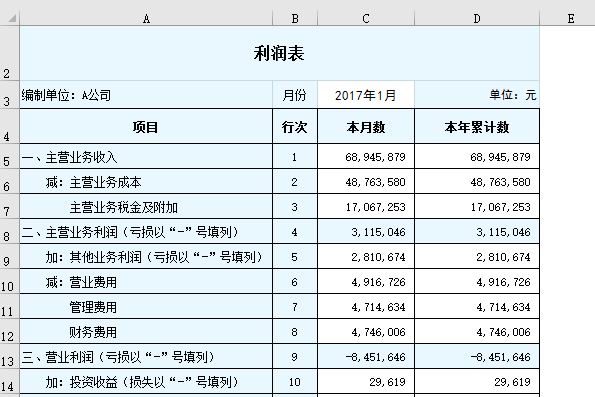 A B C D E
2 利润表
3 编制单位：A公司 月份 2017年1月 单位：元
4 项目 行次 本月数 本年累计数
5 一、主营业务收入 1 68,945,879 68,945,879
6 减：主营业务成本 2 48,763,580 48,763,580
7 主营业务税金及附加 3 17,067,253 17,067,253
8 二、主营业务利润（亏损以“-”号填列） 4 3,115,046 3,115,046
9 加：其他业务利润（亏损以“-”号填列） 5 2,810,674 2,810,674
10 减：营业费用 6 4,916,726 4,916,726
11 管理费用 7 4,714,634 4,714,634
12 财务费用 8 4,746,006 4,746,006
13 三、营业利润（亏损以“-”号填列） 9 -8,451,646 -8,451,646
14 加：投资收益（损失以“-”号填列） 10 29,619 29,619